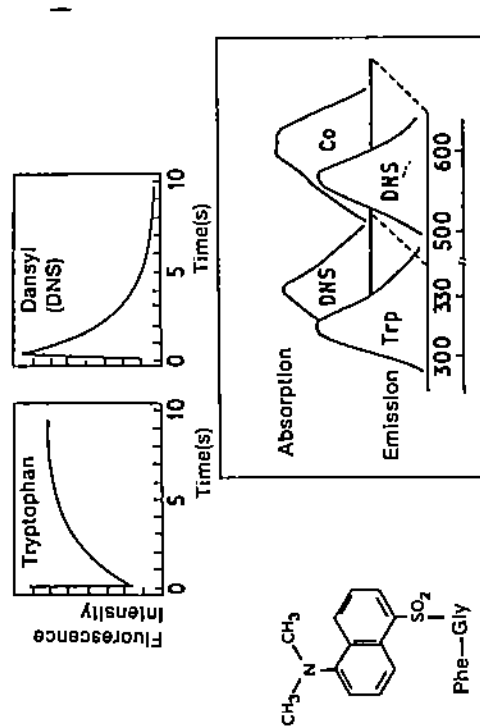 Tryptophan
Dansyl
(DNS)
Fluorescence
Intensity
0 5 10
Time(s)
0 5 10
Time(s)
Absorption
DNS
Co
Emission
Trp
DNS
300 330 500 600
CH₃
CH₃
N
SO₂
Phe—Gly